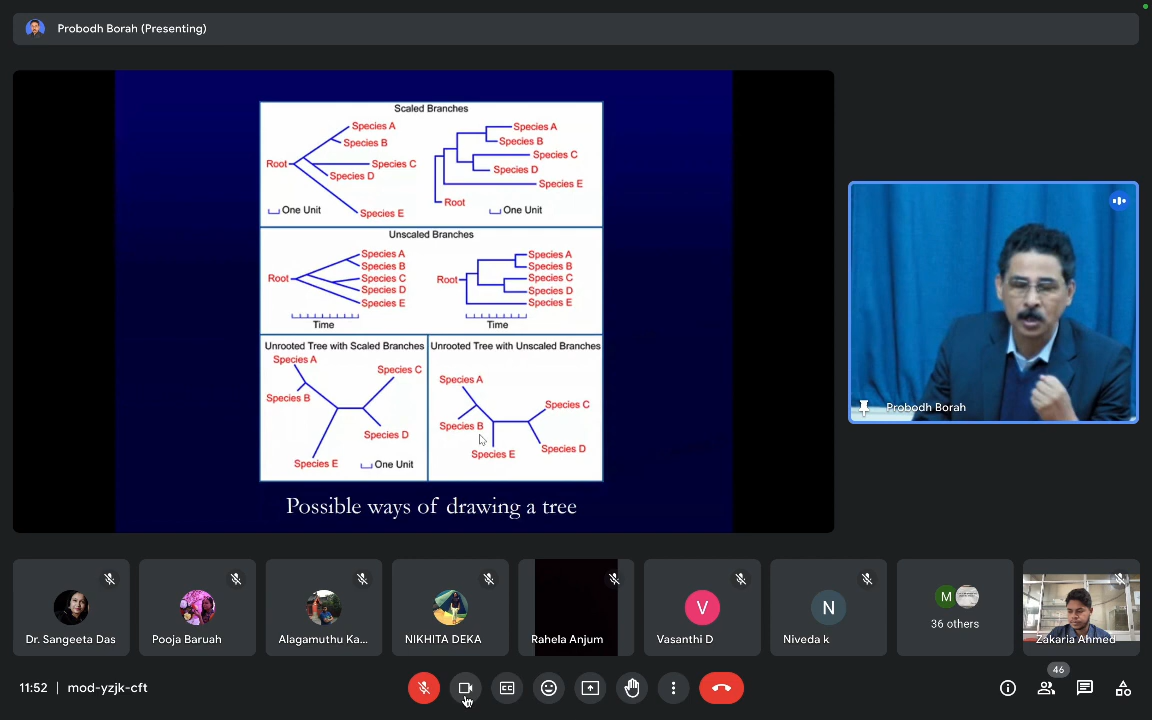 Probodh Borah (Presenting)
Scaled Branches
Species A
Species B
Root
Species C
Species D
One Unit
Species E
Species A
Species B
Species C
Species D
Species E
Root
One Unit
Unscaled Branches
Species A
Species B
Root
Species C
Species D
Species E
Time
Species A
Species B
Root
Species C
Species D
Species E
Time
Unrooted Tree with Scaled Branches
Species A
Species C
Species B
Species D
Species E
One Unit
Unrooted Tree with Unscaled Branches
Species A
Species C
Species B
Species D
Species E
Possible ways of drawing a tree
Probodh Borah
Dr. Sangeeta Das
Pooja Baruah
Alagamuthu Ka...
NIKHITA DEKA
Rahela Anjum
V
Vasanthi D
N
Niveda k
M
36 others
Zakaria Ahmed
11:52 | mod-yzjk-cft
46